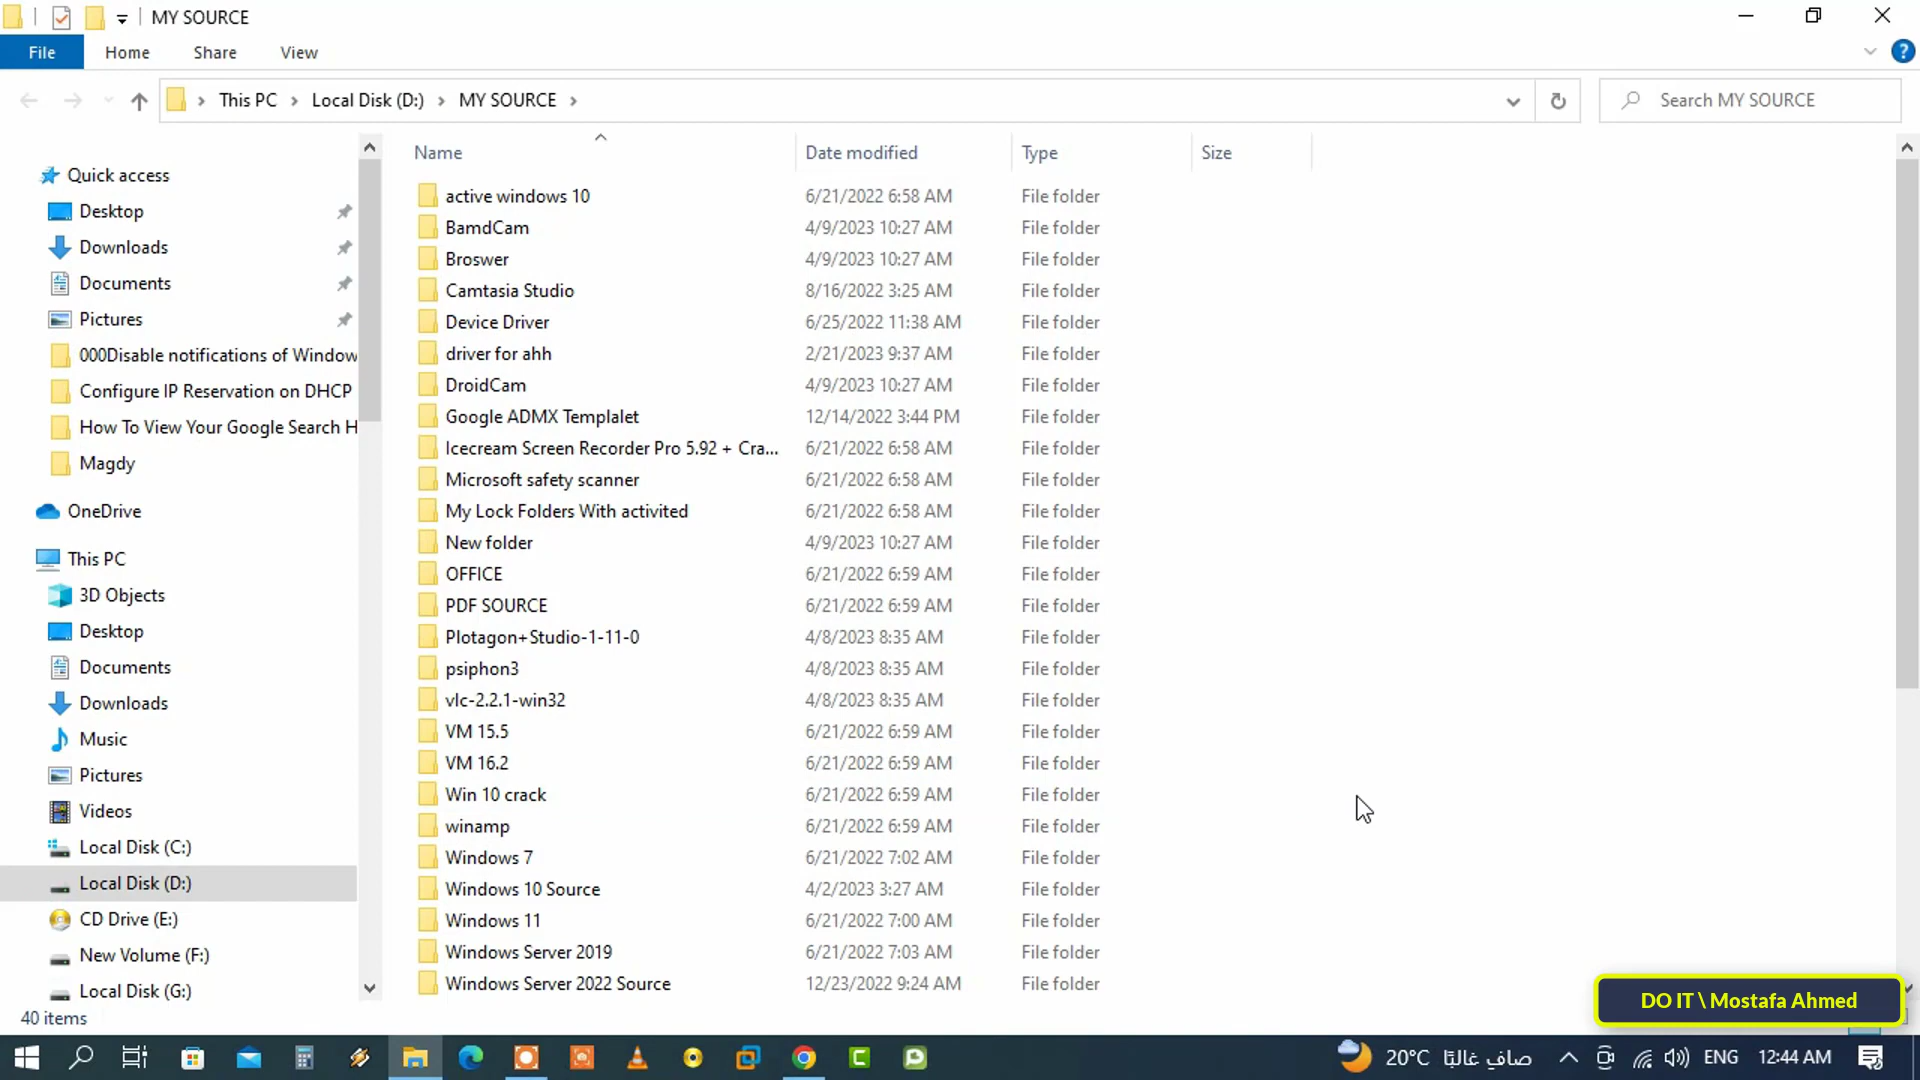 MY SOURCE
File Home Share View
This PC Local Disk (D:) MY SOURCE
Search MY SOURCE
Quick access
Desktop
Downloads
Documents
Pictures
000Disable notifications of Window
Configure IP Reservation on DHCP
How To View Your Google Search H
Magdy
OneDrive
This PC
3D Objects
Desktop
Documents
Downloads
Music
Pictures
Videos
Local Disk (C:)
Local Disk (D:)
CD Drive (E:)
New Volume (F:)
Local Disk (G:)
Name Date modified Type Size
active windows 10 6/21/2022 6:58 AM File folder
BamdCam 4/9/2023 10:27 AM File folder
Broswer 4/9/2023 10:27 AM File folder
Camtasia Studio 8/16/2022 3:25 AM File folder
Device Driver 6/25/2022 11:38 AM File folder
driver for ahh 2/21/2023 9:37 AM File folder
DroidCam 4/9/2023 10:27 AM File folder
Google ADMX Templalet 12/14/2022 3:44 PM File folder
Icecream Screen Recorder Pro 5.92 + Cra... 6/21/2022 6:58 AM File folder
Microsoft safety scanner 6/21/2022 6:58 AM File folder
My Lock Folders With activited 6/21/2022 6:58 AM File folder
New folder 4/9/2023 10:27 AM File folder
OFFICE 6/21/2022 6:59 AM File folder
PDF SOURCE 6/21/2022 6:59 AM File folder
Plotagon+Studio-1-11-0 4/8/2023 8:35 AM File folder
psiphon3 4/8/2023 8:35 AM File folder
vlc-2.2.1-win32 4/8/2023 8:35 AM File folder
VM 15.5 6/21/2022 6:59 AM File folder
VM 16.2 6/21/2022 6:59 AM File folder
Win 10 crack 6/21/2022 6:59 AM File folder
winamp 6/21/2022 6:59 AM File folder
Windows 7 6/21/2022 7:02 AM File folder
Windows 10 Source 4/2/2023 3:27 AM File folder
Windows 11 6/21/2022 7:00 AM File folder
Windows Server 2019 6/21/2022 7:03 AM File folder
Windows Server 2022 Source 12/23/2022 9:24 AM File folder
DO IT \ Mostafa Ahmed
40 items
20°C صافٍ غالبًا ENG 12:44 AM